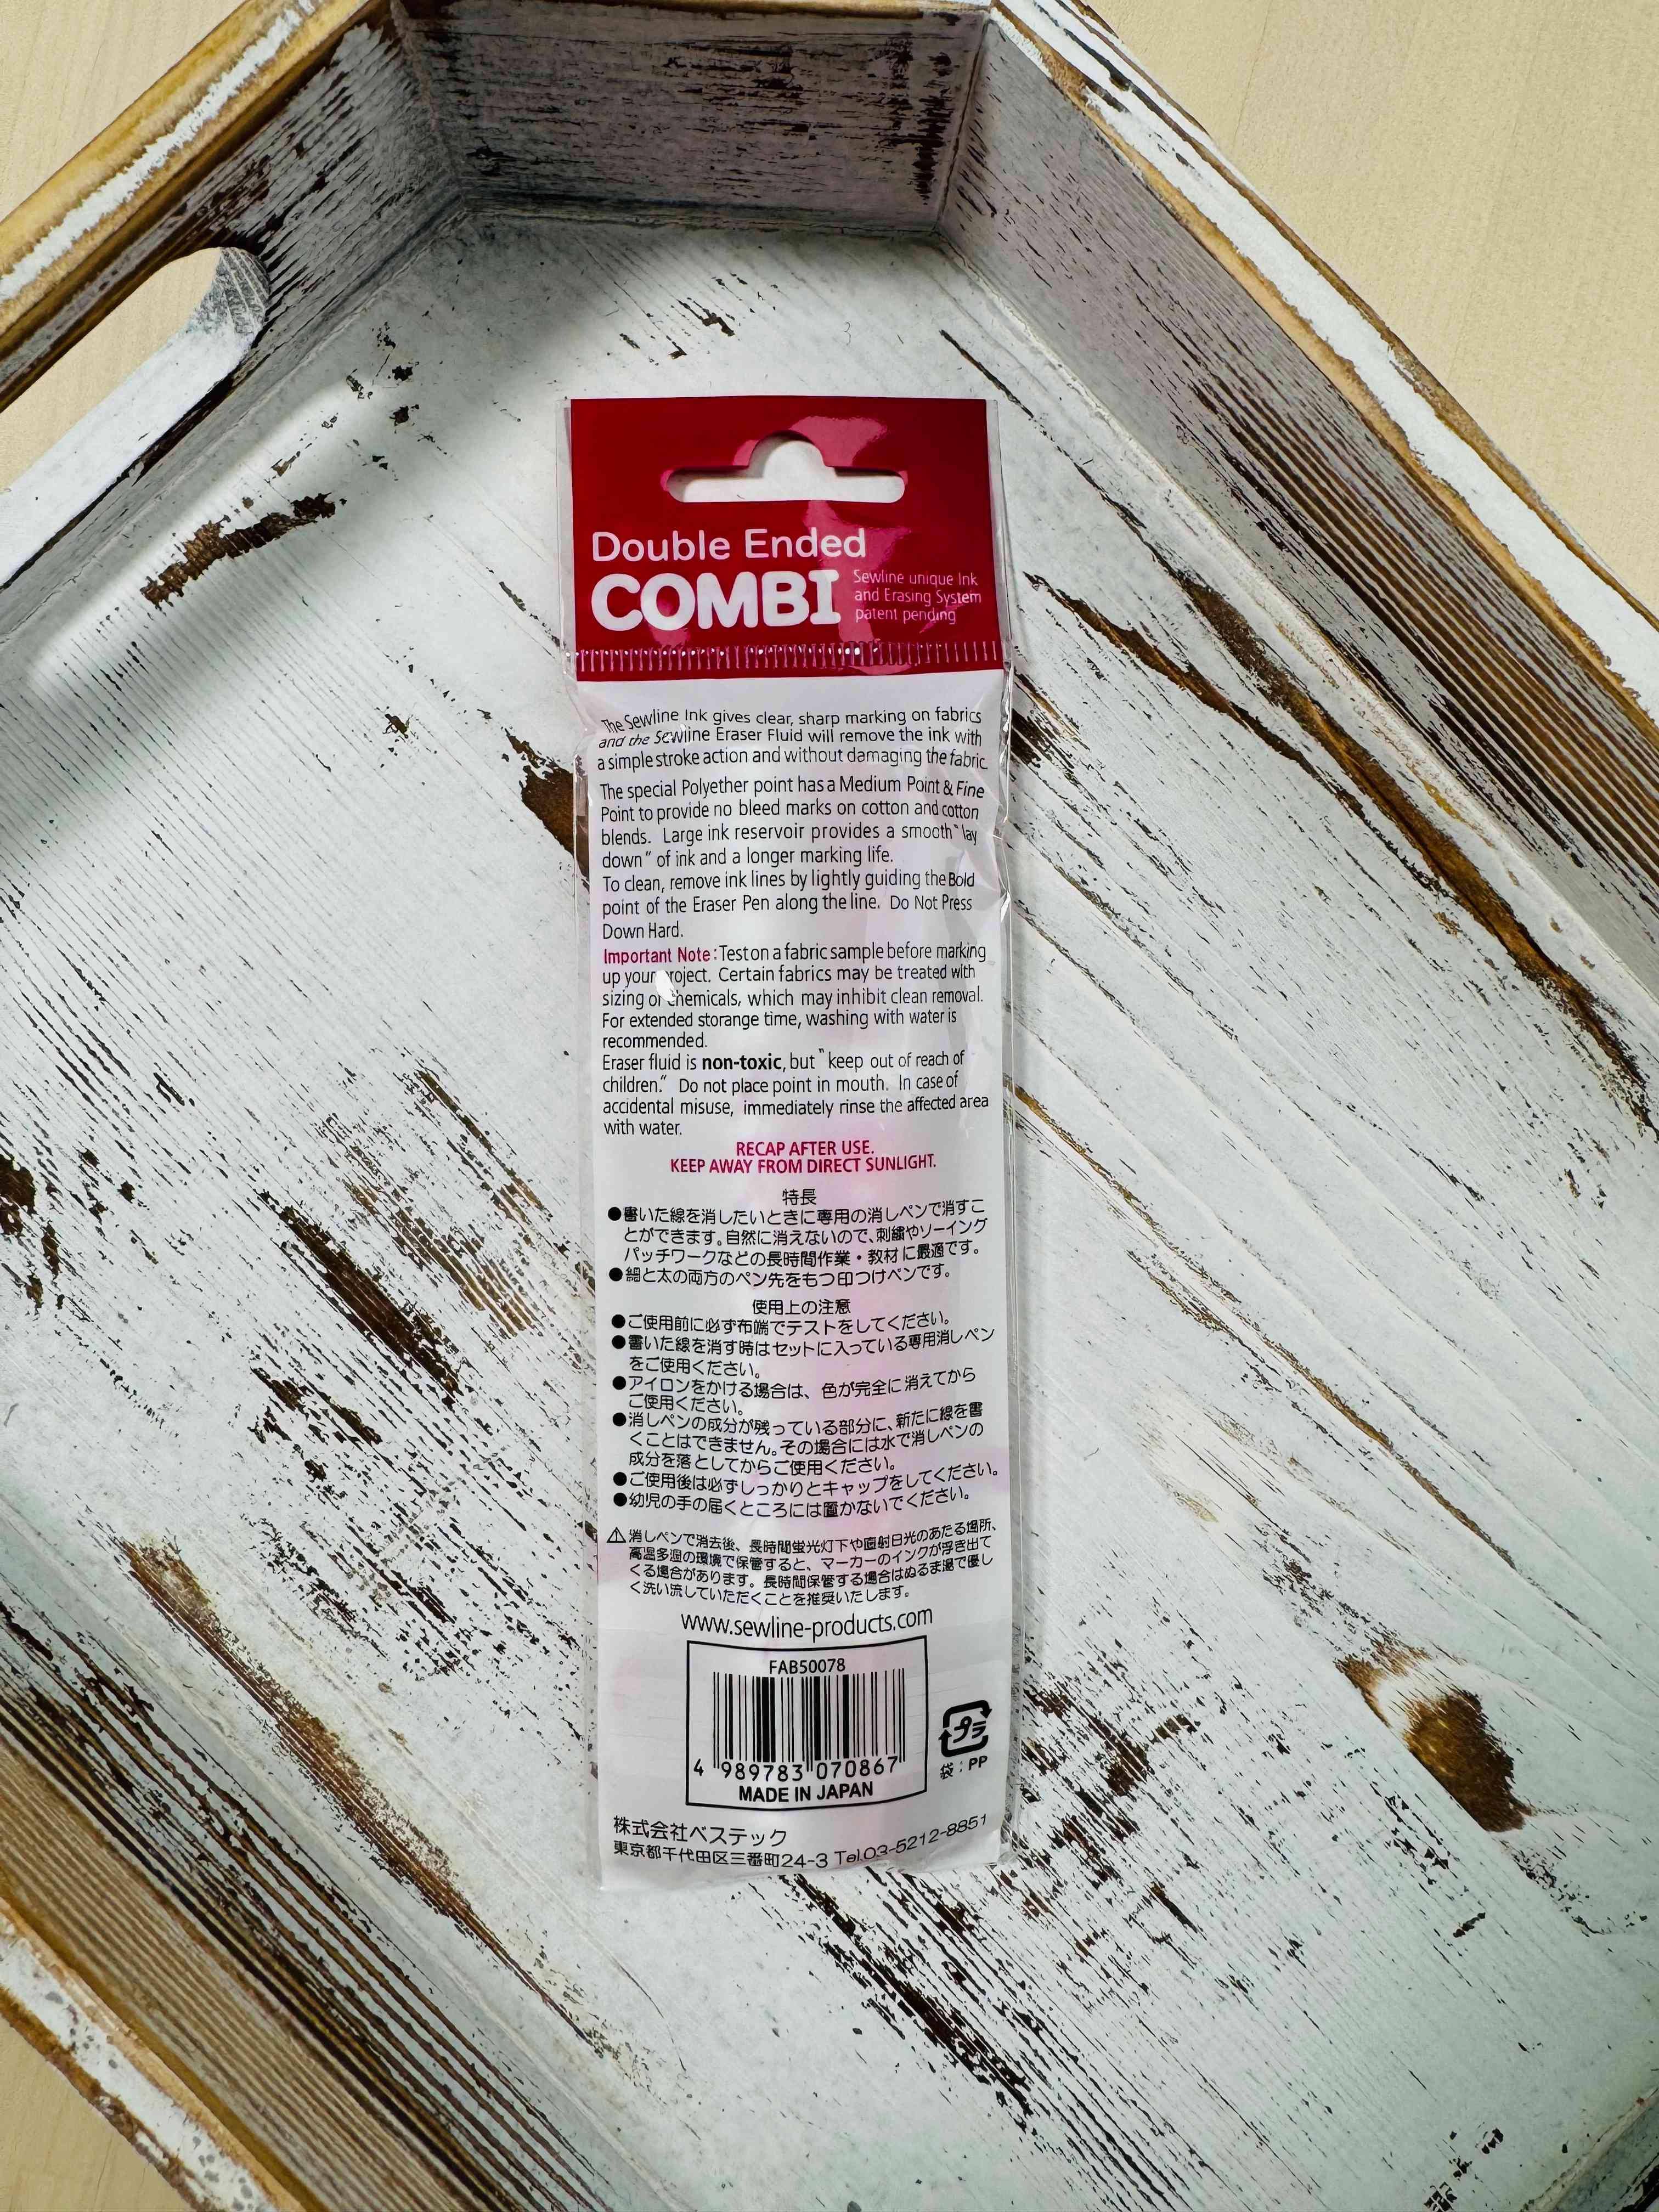 Double Ended
COMBI
Sewline unique Ink
and Erasing System
patent pending
The Sewline Ink gives clear, sharp marking on fabrics
and the Sewline Eraser Fluid will remove the ink with
a simple stroke action and without damaging the fabric.
The special Polyether point has a Medium Point & Fine
Point to provide no bleed marks on cotton and cotton
blends. Large ink reservoir provides a smooth "lay
down" of ink and a longer marking life.
To clean, remove ink lines by lightly guiding the Bold
point of the Eraser Pen along the line. Do Not Press
Down Hard.
Important Note: Test on a fabric sample before marking
up your project. Certain fabrics may be treated with
sizing or chemicals, which may inhibit clean removal.
For extended storange time, washing with water is
recommended.
Eraser fluid is non-toxic, but "keep out of reach of
children." Do not place point in mouth. In case of
accidental misuse, immediately rinse the affected area
with water.
RECAP AFTER USE.
KEEP AWAY FROM DIRECT SUNLIGHT.
特長
●書いた線を消したいときに専用の消しペンで消すこ
とができます。自然に消えないので、刺繍やソーイング
パッチワークなどの長時間作業・教材に最適です。
●細と太の両方のペン先をもつ印つけペンです。
使用上の注意
●ご使用前に必ず布端でテストをしてください。
●書いた線を消す時はセットに入っている専用消しペン
をご使用ください。
●アイロンをかける場合は、色が完全に消えてから
ご使用ください。
●消しペンの成分が残っている部分に、新たに線を書
くことはできません。その場合には水で消しペンの
成分を落としてからご使用ください。
●ご使用後は必ずしっかりとキャップをしてください。
●幼児の手の届くところには置かないでください。
⚠消しペンで消去後、長時間蛍光灯下や直射日光のあたる場所、
高温多湿の環境で保管すると、マーカーのインクが浮き出て
くる場合があります。長時間保管する場合はぬるま湯で優し
く洗い流していただくことを推奨いたします。
www.sewline-products.com
FAB50078
4 989783 070867
MADE IN JAPAN
プラ
袋:PP
株式会社ベステック
東京都千代田区三番町24-3 Tel.03-5212-8851